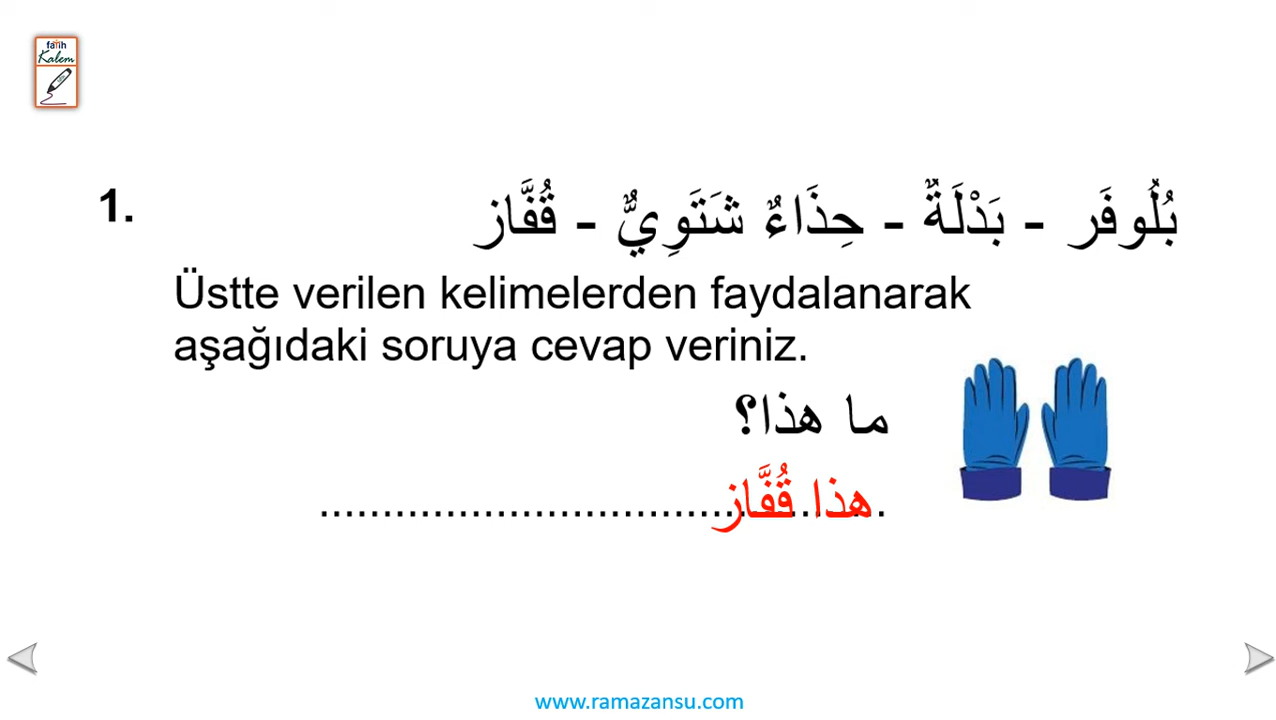 fatih
Kalem
1.
بُلُوفَر - بَدْلَةٌ - حِذَاءٌ شَتَوِيٌّ - قُفَّاز
Üstte verilen kelimelerden faydalanarak
aşağıdaki soruya cevap veriniz.
ما هذا؟
هذا قُفَّاز
www.ramazansu.com